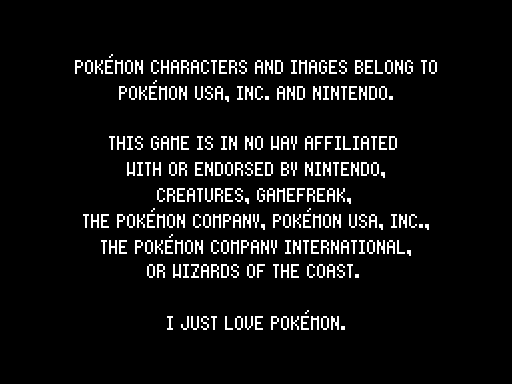 POKÉMON CHARACTERS AND IMAGES BELONG TO
POKÉMON USA, INC. AND NINTENDO.
THIS GAME IS IN NO WAY AFFILIATED
WITH OR ENDORSED BY NINTENDO,
CREATURES, GAMEFREAK,
THE POKÉMON COMPANY, POKÉMON USA, INC.,
THE POKÉMON COMPANY INTERNATIONAL,
OR WIZARDS OF THE COAST.
I JUST LOVE POKÉMON.